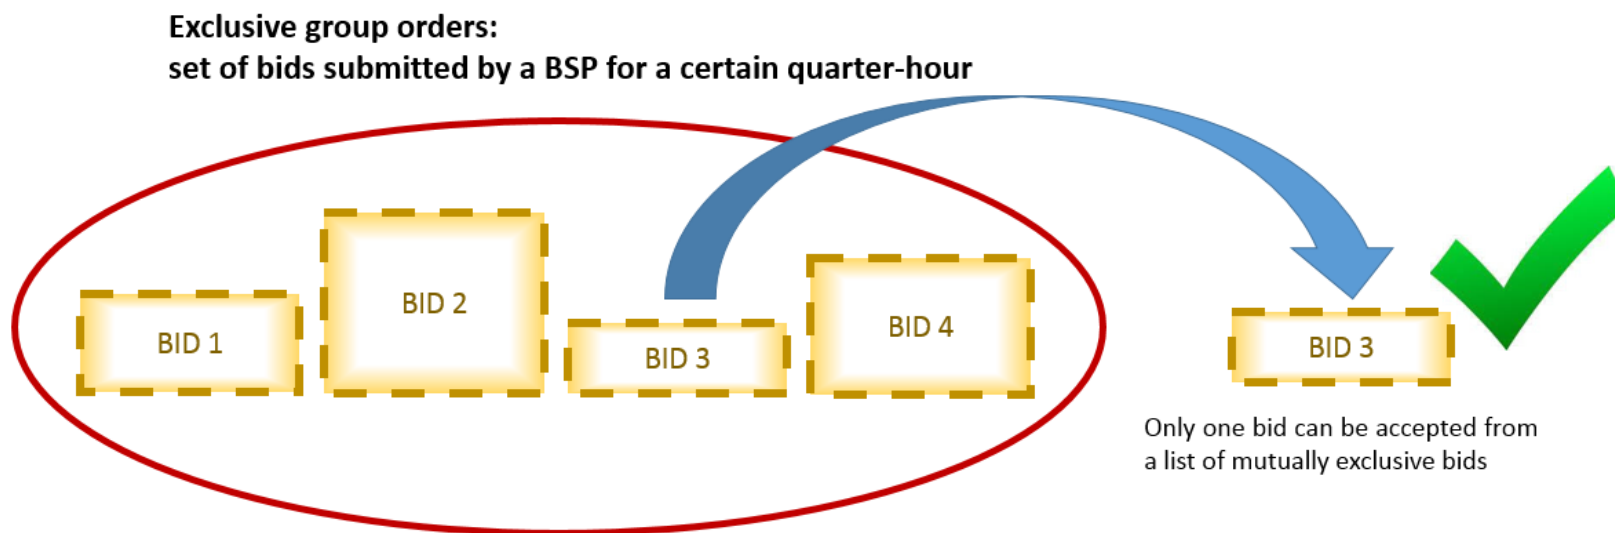 Exclusive group orders:
set of bids submitted by a BSP for a certain quarter-hour
BID 1
BID 2
BID 3
BID 4
BID 3
Only one bid can be accepted from
a list of mutually exclusive bids